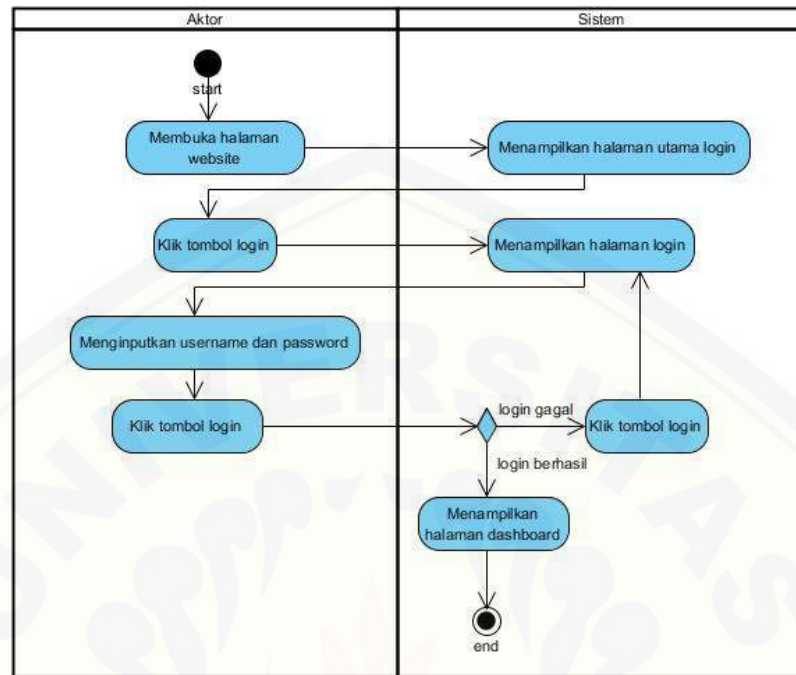 Aktor
Sistem
start
Membuka halaman
website
Menampilkan halaman utama login
Klik tombol login
Menampilkan halaman login
Menginputkan username dan password
Klik tombol login
login gagal
Klik tombol login
login berhasil
Menampilkan
halaman dashboard
end
UNIVERSITAS